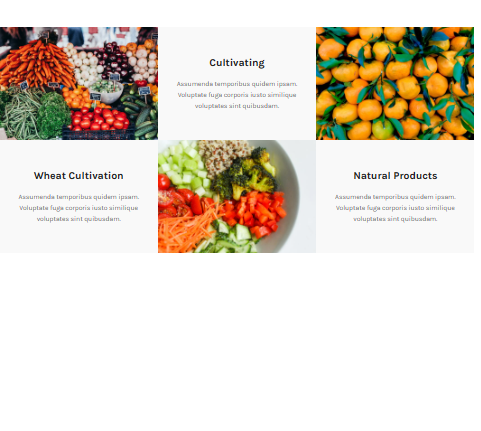 Cultivating
Assumenda temporibus quidem ipsam.
Voluptate fuga corporis iusto similique
voluptates sint quibusdam.
Wheat Cultivation
Assumenda temporibus quidem ipsam.
Voluptate fuga corporis iusto similique
voluptates sint quibusdam.
Natural Products
Assumenda temporibus quidem ipsam.
Voluptate fuga corporis iusto similique
voluptates sint quibusdam.